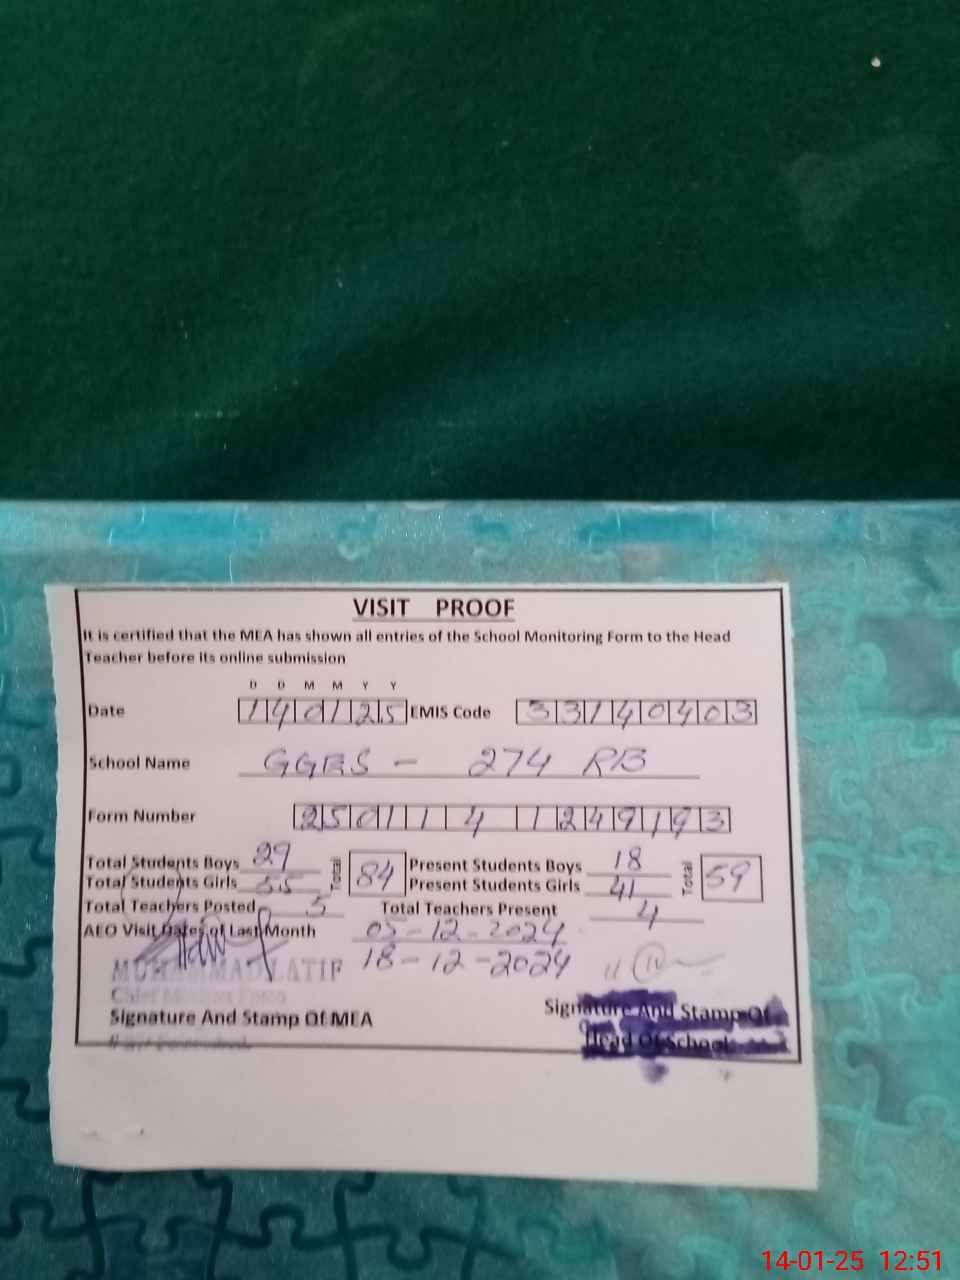 VISIT PROOF
It is certified that the MEA has shown all entries of the School Monitoring Form to the Head
Teacher before its online submission
D D M M Y Y
Date 140125 EMIS Code 33140403
School Name GGES - 274 RB
Form Number 25011 4 1249193
Total Students Boys 29 Total 84 Present Students Boys 18 Total 59
Total Students Girls 55 Present Students Girls 41
Total Teachers Posted 5 Total Teachers Present 4
AEO Visit Dates of Last Month 05-12-2024
MUHAMMAD LATIF 18-12-2024
Signature And Stamp Of MEA
Signature And Stamp Of
Head Of School
14-01-25 12:51